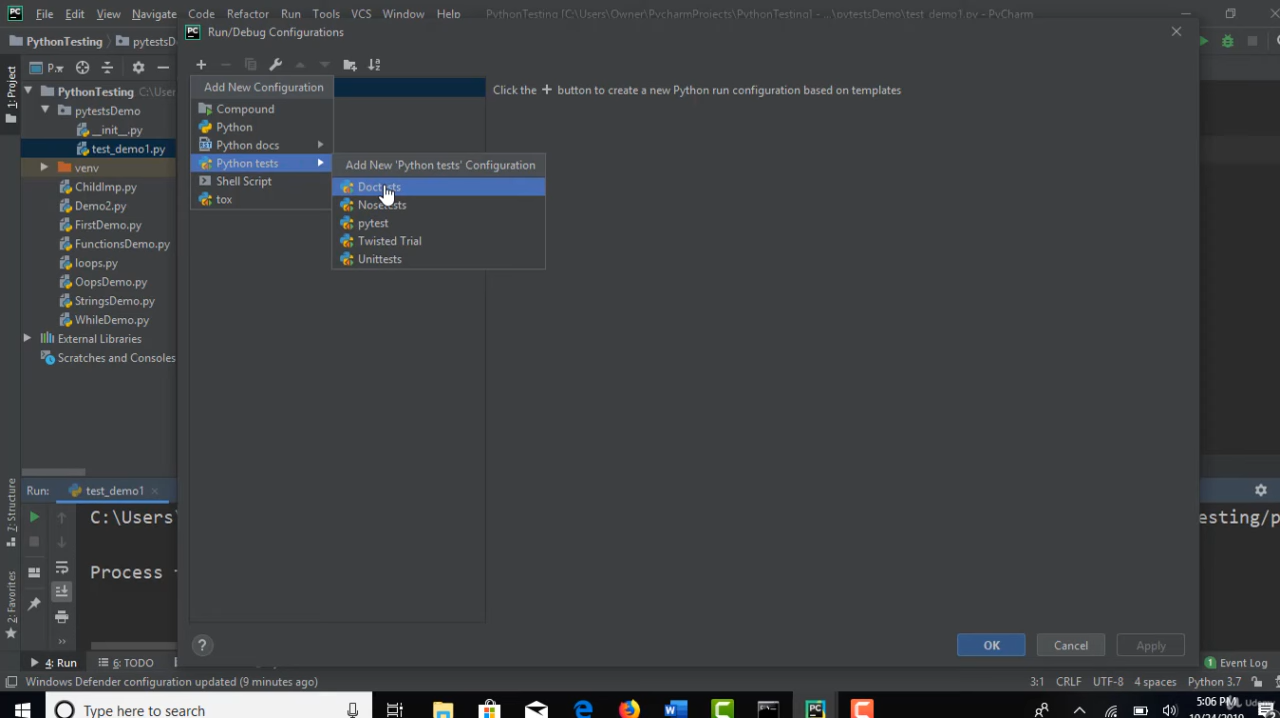 File Edit View Navigate Code Refactor Run Tools VCS Window Help PythonTesting [C:\Users\Owner\PycharmProjects\PythonTesting] - ...\pytestsDemo\test_demo1.py - PyCharm
PythonTesting pytestsD
Run/Debug Configurations
P..
1: Project
PythonTesting C:\User
pytestsDemo
__init__.py
test_demo1.py
venv
ChildImp.py
Demo2.py
FirstDemo.py
FunctionsDemo.py
loops.py
OopsDemo.py
StringsDemo.py
WhileDemo.py
External Libraries
Scratches and Consoles
Add New Configuration
Compound
Python
Python docs
Python tests
Shell Script
tox
Add New 'Python tests' Configuration
Doctests
Nosetests
pytest
Twisted Trial
Unittests
Click the + button to create a new Python run configuration based on templates
Z: Structure
2: Favorites
Run: test_demo1
C:\Users\
esting/p
Process
OK Cancel Apply
4: Run 6: TODO
1 Event Log
Windows Defender configuration updated (9 minutes ago)
3:1 CRLF UTF-8 4 spaces Python 3.7
Type here to search
5:06 PM